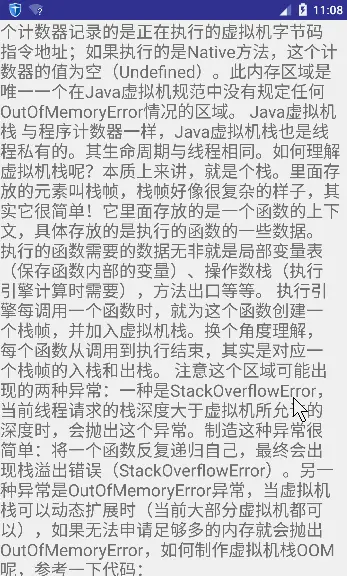 11:08
个计数器记录的是正在执行的虚拟机字节码
指令地址；如果执行的是Native方法，这个计
数器的值为空（Undefined）。此内存区域是
唯一一个在Java虚拟机规范中没有规定任何
OutOfMemoryError情况的区域。 Java虚拟机
栈 与程序计数器一样，Java虚拟机栈也是线
程私有的。其生命周期与线程相同。如何理解
虚拟机栈呢？本质上来讲，就是个栈。里面存
放的元素叫栈帧，栈帧好像很复杂的样子，其
实它很简单！它里面存放的是一个函数的上下
文，具体存放的是执行的函数的一些数据。
执行的函数需要的数据无非就是局部变量表
（保存函数内部的变量）、操作数栈（执行
引擎计算时需要），方法出口等等。 执行引
擎每调用一个函数时，就为这个函数创建一
个栈帧，并加入虚拟机栈。换个角度理解，
每个函数从调用到执行结束，其实是对应一
个栈帧的入栈和出栈。 注意这个区域可能出
现的两种异常：一种是StackOverflowError，
当前线程请求的栈深度大于虚拟机所允许的
深度时，会抛出这个异常。制造这种异常很
简单：将一个函数反复递归自己，最终会出
现栈溢出错误（StackOverflowError）。另一
种异常是OutOfMemoryError异常，当虚拟机
栈可以动态扩展时（当前大部分虚拟机都可
以），如果无法申请足够多的内存就会抛出
OutOfMemoryError，如何制作虚拟机栈OOM
呢，参考一下代码：